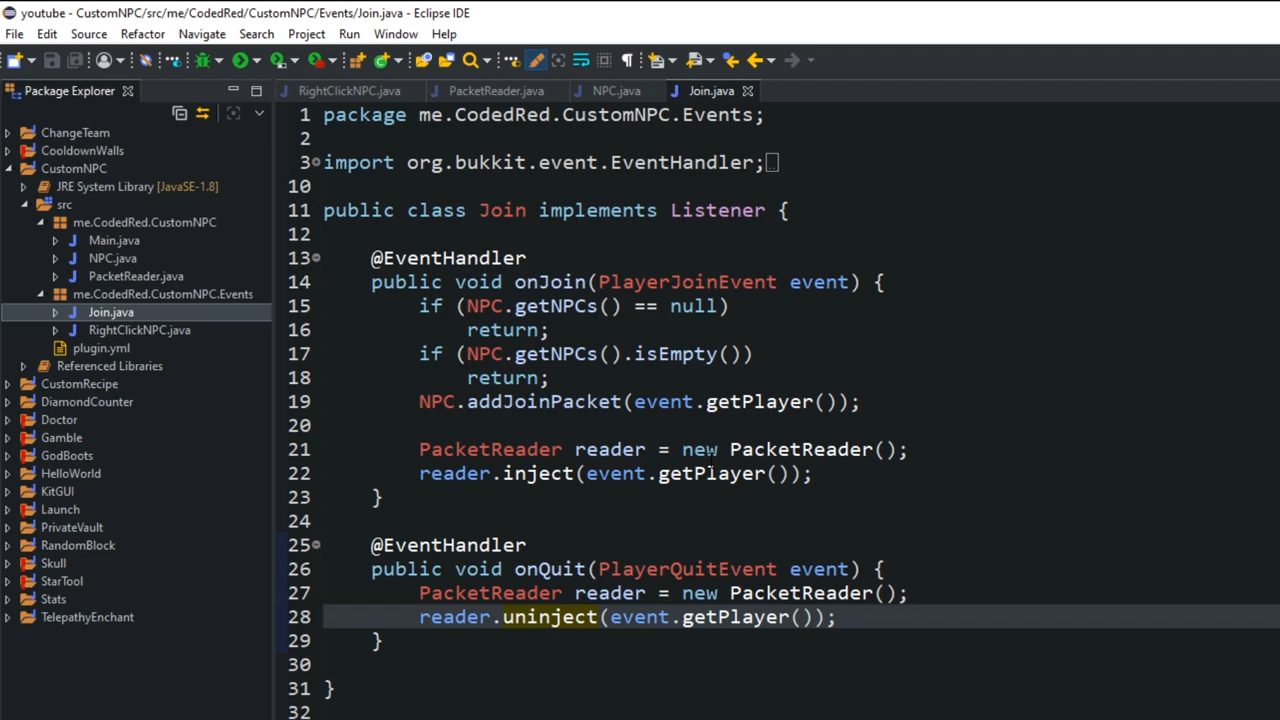 youtube - CustomNPC/src/me/CodedRed/CustomNPC/Events/Join.java - Eclipse IDE
File Edit Source Refactor Navigate Search Project Run Window Help
Package Explorer
RightClickNPC.java PacketReader.java NPC.java Join.java
ChangeTeam
CooldownWalls
CustomNPC
JRE System Library [JavaSE-1.8]
src
me.CodedRed.CustomNPC
Main.java
NPC.java
PacketReader.java
me.CodedRed.CustomNPC.Events
Join.java
RightClickNPC.java
plugin.yml
Referenced Libraries
CustomRecipe
DiamondCounter
Doctor
Gamble
GodBoots
HelloWorld
KitGUI
Launch
PrivateVault
RandomBlock
Skull
StarTool
Stats
TelepathyEnchant
1 package me.CodedRed.CustomNPC.Events;
2
3 import org.bukkit.event.EventHandler;
10
11 public class Join implements Listener {
12
13 @EventHandler
14 public void onJoin(PlayerJoinEvent event) {
15 if (NPC.getNPCs() == null)
16 return;
17 if (NPC.getNPCs().isEmpty())
18 return;
19 NPC.addJoinPacket(event.getPlayer());
20
21 PacketReader reader = new PacketReader();
22 reader.inject(event.getPlayer());
23 }
24
25 @EventHandler
26 public void onQuit(PlayerQuitEvent event) {
27 PacketReader reader = new PacketReader();
28 reader.uninject(event.getPlayer());
29 }
30
31 }
32